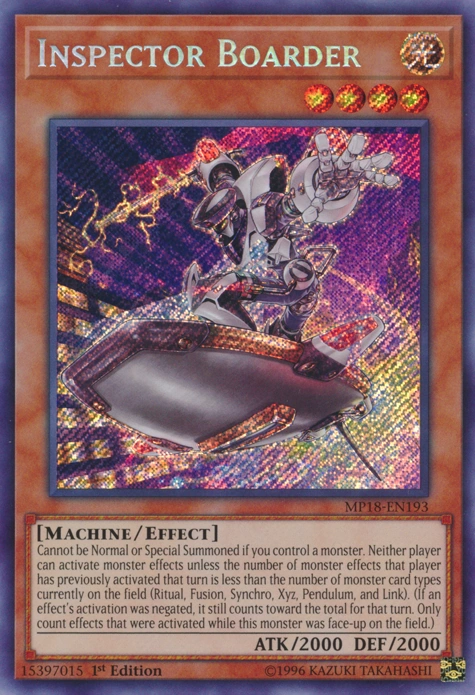 INSPECTOR BOARDER
光
MP18-EN193
[MACHINE/EFFECT]
Cannot be Normal or Special Summoned if you control a monster. Neither player
can activate monster effects unless the number of monster effects that player
has previously activated that turn is less than the number of monster card types
currently on the field (Ritual, Fusion, Synchro, Xyz, Pendulum, and Link). (If an
effect's activation was negated, it still counts toward the total for that turn. Only
count effects that were activated while this monster was face-up on the field.)
ATK/2000 DEF/2000
15397015 1st Edition ©1996 KAZUKI TAKAHASHI